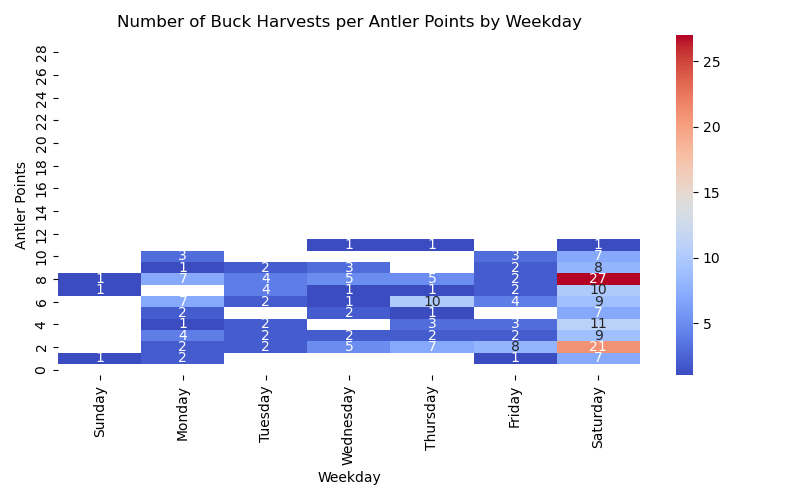 Number of Buck Harvests per Antler Points by Weekday
Antler Points
28
26
24
22
20
18
16
14
12
10
8
6
4
2
0
1 1 1
3 3 7
1 2 3 2 8
1 7 4 5 5 2 27
1 4 1 1 2 10
7 2 1 10 4 9
2 2 1 7
1 2 3 3 11
4 2 2 2 2 9
2 2 5 7 8 21
1 2 1 7
Sunday
Monday
Tuesday
Wednesday
Thursday
Friday
Saturday
Weekday
25
20
15
10
5